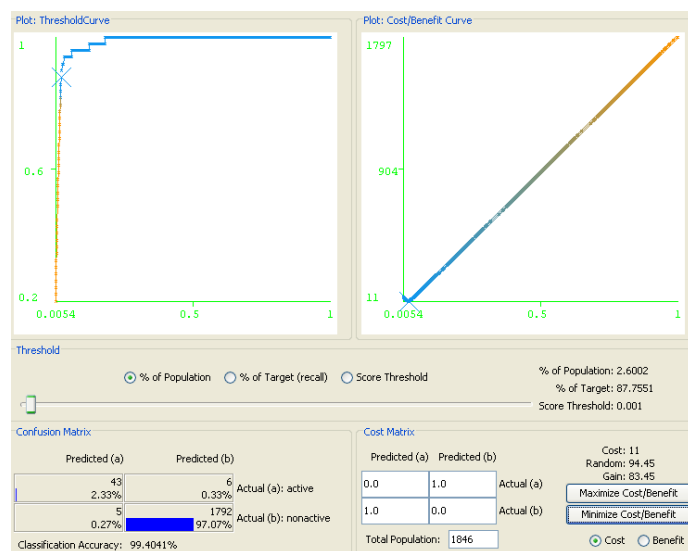 Plot: ThresholdCurve
1
0.6
0.2
0.0054 0.5 1
Plot: Cost/Benefit Curve
1797
904
11
0.0054 0.5 1
Threshold
% of Population % of Target (recall) Score Threshold
% of Population: 2.6002
% of Target: 87.7551
Score Threshold: 0.001
Confusion Matrix
Predicted (a) Predicted (b)
43 6
2.33% 0.33% Actual (a): active
5 1792
0.27% 97.07% Actual (b): nonactive
Classification Accuracy: 99.4041%
Cost Matrix
Predicted (a) Predicted (b)
0.0 1.0 Actual (a)
1.0 0.0 Actual (b)
Total Population: 1846
Cost: 11
Random: 94.45
Gain: 83.45
Maximize Cost/Benefit
Minimize Cost/Benefit
Cost Benefit